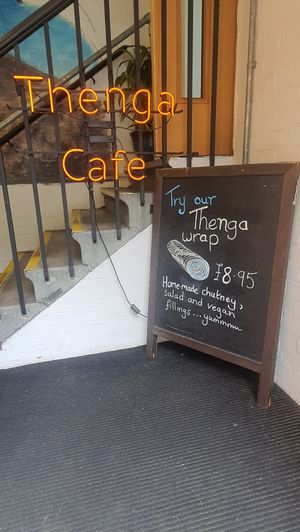 Thenga
Cafe
Try our
Thenga
wrap
£8.95
Home-made chutney,
salad and vegan
fillings...yummmm